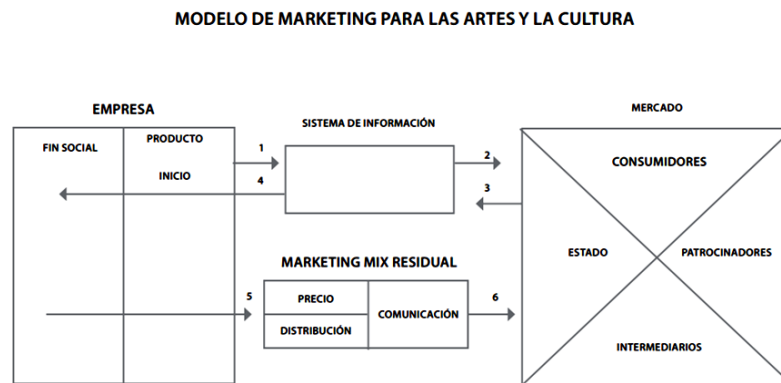 MODELO DE MARKETING PARA LAS ARTES Y LA CULTURA
EMPRESA
SISTEMA DE INFORMACIÓN
MERCADO
FIN SOCIAL
PRODUCTO
INICIO
1
2
4
3
CONSUMIDORES
ESTADO
PATROCINADORES
INTERMEDIARIOS
MARKETING MIX RESIDUAL
5
PRECIO
DISTRIBUCIÓN
COMUNICACIÓN
6